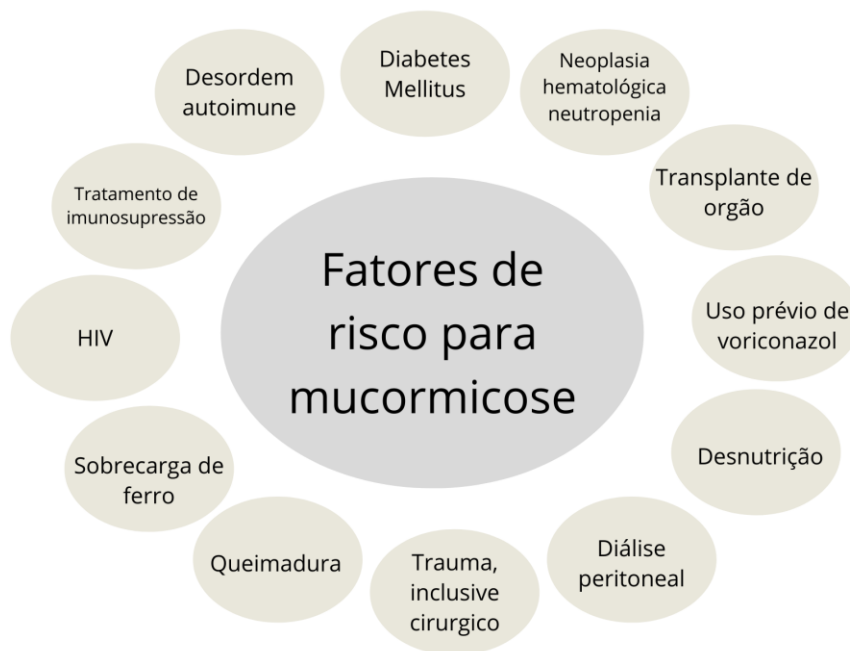 Diabetes
Mellitus
Neoplasia
hematológica
neutropenia
Transplante de
orgão
Uso prévio de
voriconazol
Desnutrição
Diálise
peritoneal
Trauma,
inclusive
cirurgico
Queimadura
Sobrecarga de
ferro
HIV
Tratamento de
imunosupressão
Desordem
autoimune
Fatores de
risco para
mucormicose